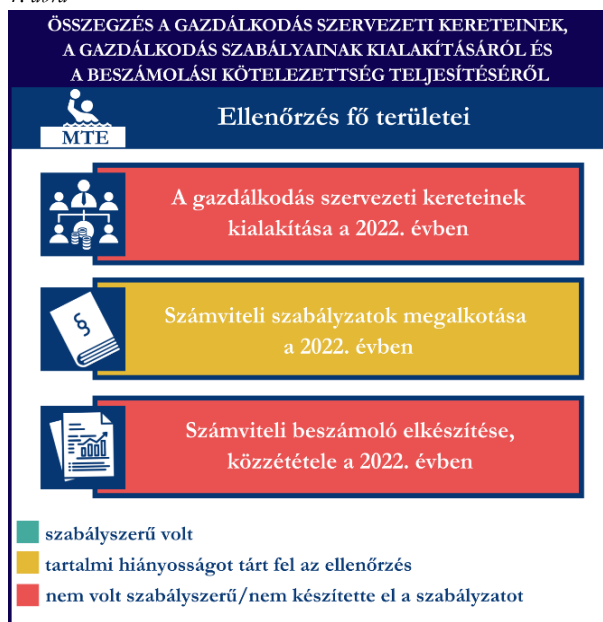 ÖSSZEGZÉS A GAZDÁLKODÁS SZERVEZETI KERETEINEK,
A GAZDÁLKODÁS SZABÁLYAINAK KIALAKÍTÁSÁRÓL ÉS
A BESZÁMOLÁSI KÖTELEZETTSÉG TELJESÍTÉSÉRŐL
MTE
Ellenőrzés fő területei
A gazdálkodás szervezeti kereteinek
kialakítása a 2022. évben
§
Számviteli szabályzatok megalkotása
a 2022. évben
Számviteli beszámoló elkészítése,
közzététele a 2022. évben
szabályszerű volt
tartalmi hiányosságot tárt fel az ellenőrzés
nem volt szabályszerű/nem készítette el a szabályzatot